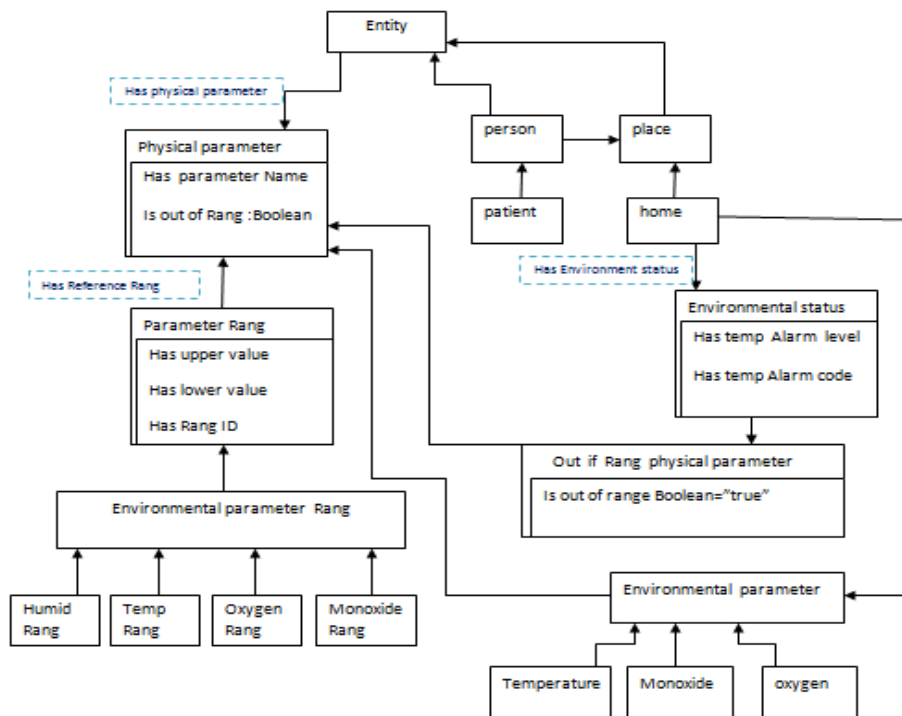 Entity
Has physical parameter
person
place
Physical parameter
Has parameter Name
Is out of Rang :Boolean
patient
home
Has Environment status
Has Reference Rang
Environmental status
Has temp Alarm level
Has temp Alarm code
Parameter Rang
Has upper value
Has lower value
Has Rang ID
Out if Rang physical parameter
Is out of range Boolean=”true”
Environmental parameter Rang
Humid
Rang
Temp
Rang
Oxygen
Rang
Monoxide
Rang
Environmental parameter
Temperature
Monoxide
oxygen